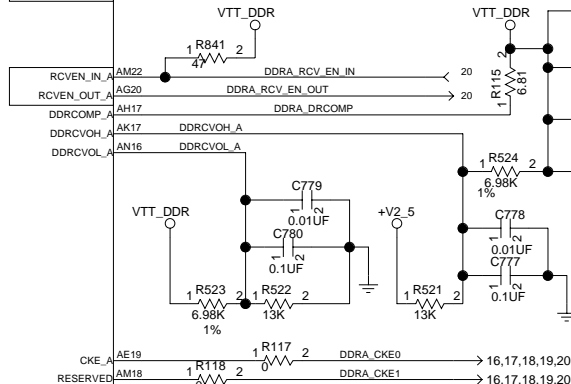 VTT_DDR VTT_DDR
R841
1 2
47
RCVEN_IN_A AM22 DDRA_RCV_EN_IN 20
RCVEN_OUT_A AG20 DDRA_RCV_EN_OUT 20
DDRCOMP_A AH17 DDRA_DRCOMP
1 R115 2
6.81
DDRCVOH_A AK17 DDRCVOH_A
DDRCVOL_A AN16 DDRCVOL_A
R524
1 2
6.98K
1%
C779
1 2
0.01UF
VTT_DDR +V2_5
C778
1 2
0.01UF
C780
1 2
0.1UF
C777
1 2
0.1UF
R523 R522 R521
1 2 1 2 1 2
6.98K 13K 13K
1%
R117
CKE_A AE19 1 2 DDRA_CKE0 16,17,18,19,20
0
R118
RESERVED AM18 1 2 DDRA_CKE1 16,17,18,19,20